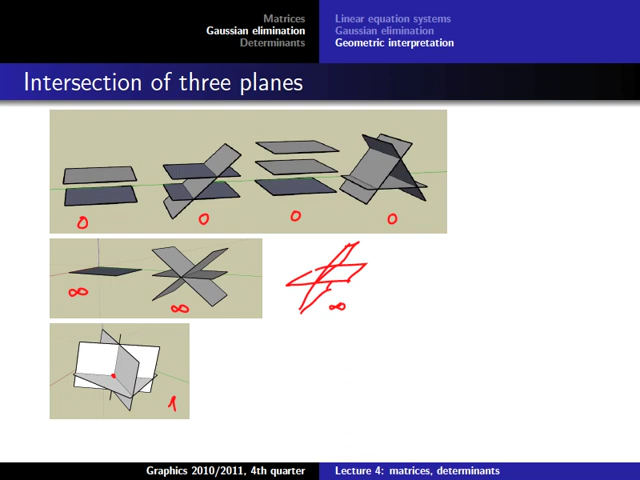 Matrices
Gaussian elimination
Determinants
Linear equation systems
Gaussian elimination
Geometric interpretation
Intersection of three planes
0 0 0 0
∞ ∞ ∞
1
Graphics 2010/2011, 4th quarter
Lecture 4: matrices, determinants